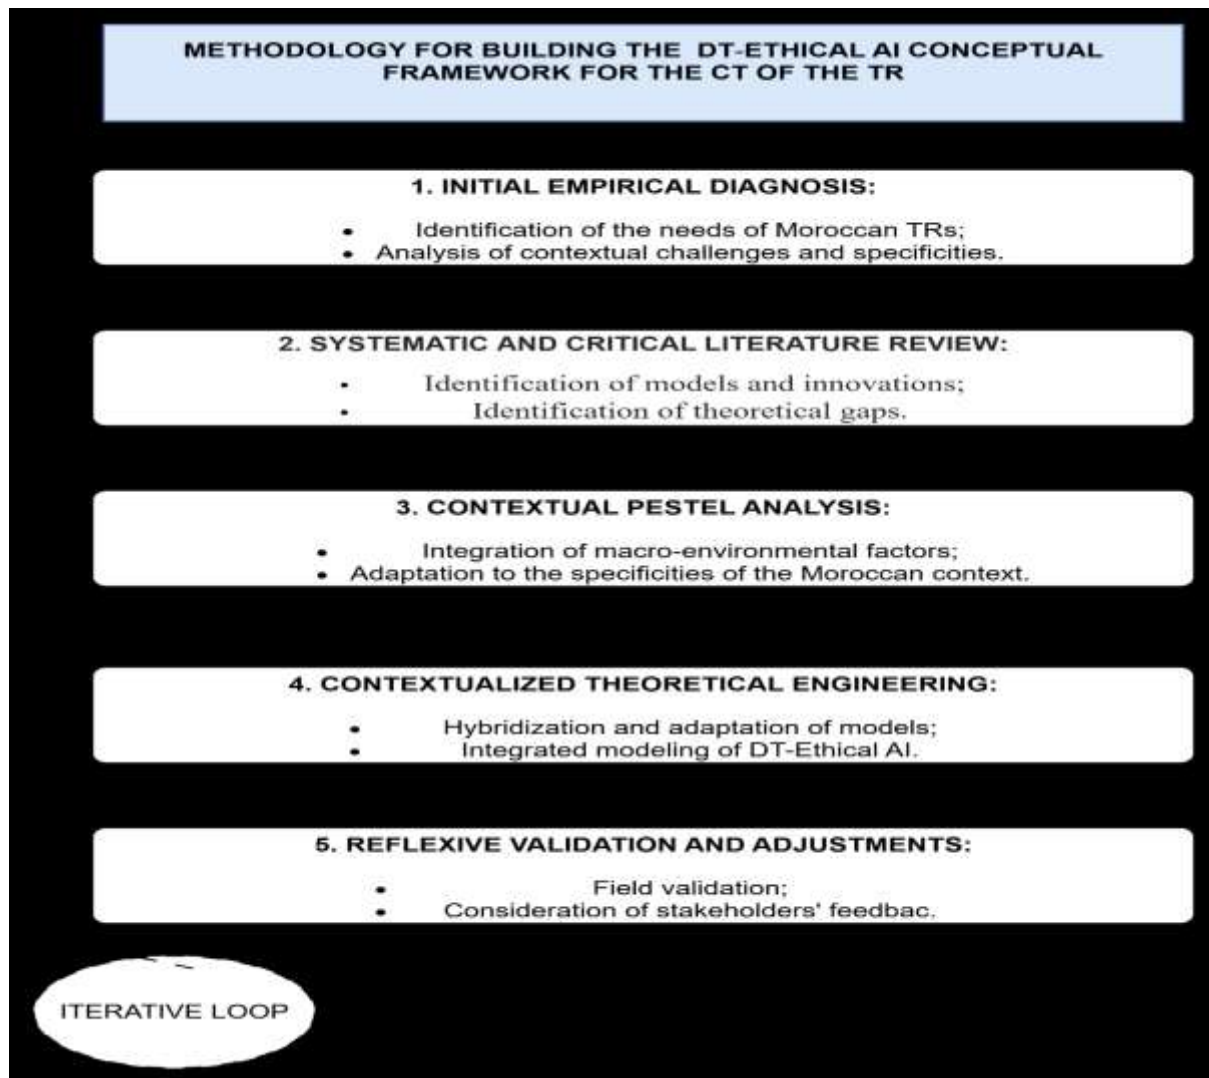 METHODOLOGY FOR BUILDING THE DT-ETHICAL AI CONCEPTUAL
FRAMEWORK FOR THE CT OF THE TR
1. INITIAL EMPIRICAL DIAGNOSIS:
• Identification of the needs of Moroccan TRs;
• Analysis of contextual challenges and specificities.
2. SYSTEMATIC AND CRITICAL LITERATURE REVIEW:
• Identification of models and innovations;
• Identification of theoretical gaps.
3. CONTEXTUAL PESTEL ANALYSIS:
• Integration of macro-environmental factors;
• Adaptation to the specificities of the Moroccan context.
4. CONTEXTUALIZED THEORETICAL ENGINEERING:
• Hybridization and adaptation of models;
• Integrated modeling of DT-Ethical AI.
5. REFLEXIVE VALIDATION AND ADJUSTMENTS:
• Field validation;
• Consideration of stakeholders' feedbac.
ITERATIVE LOOP